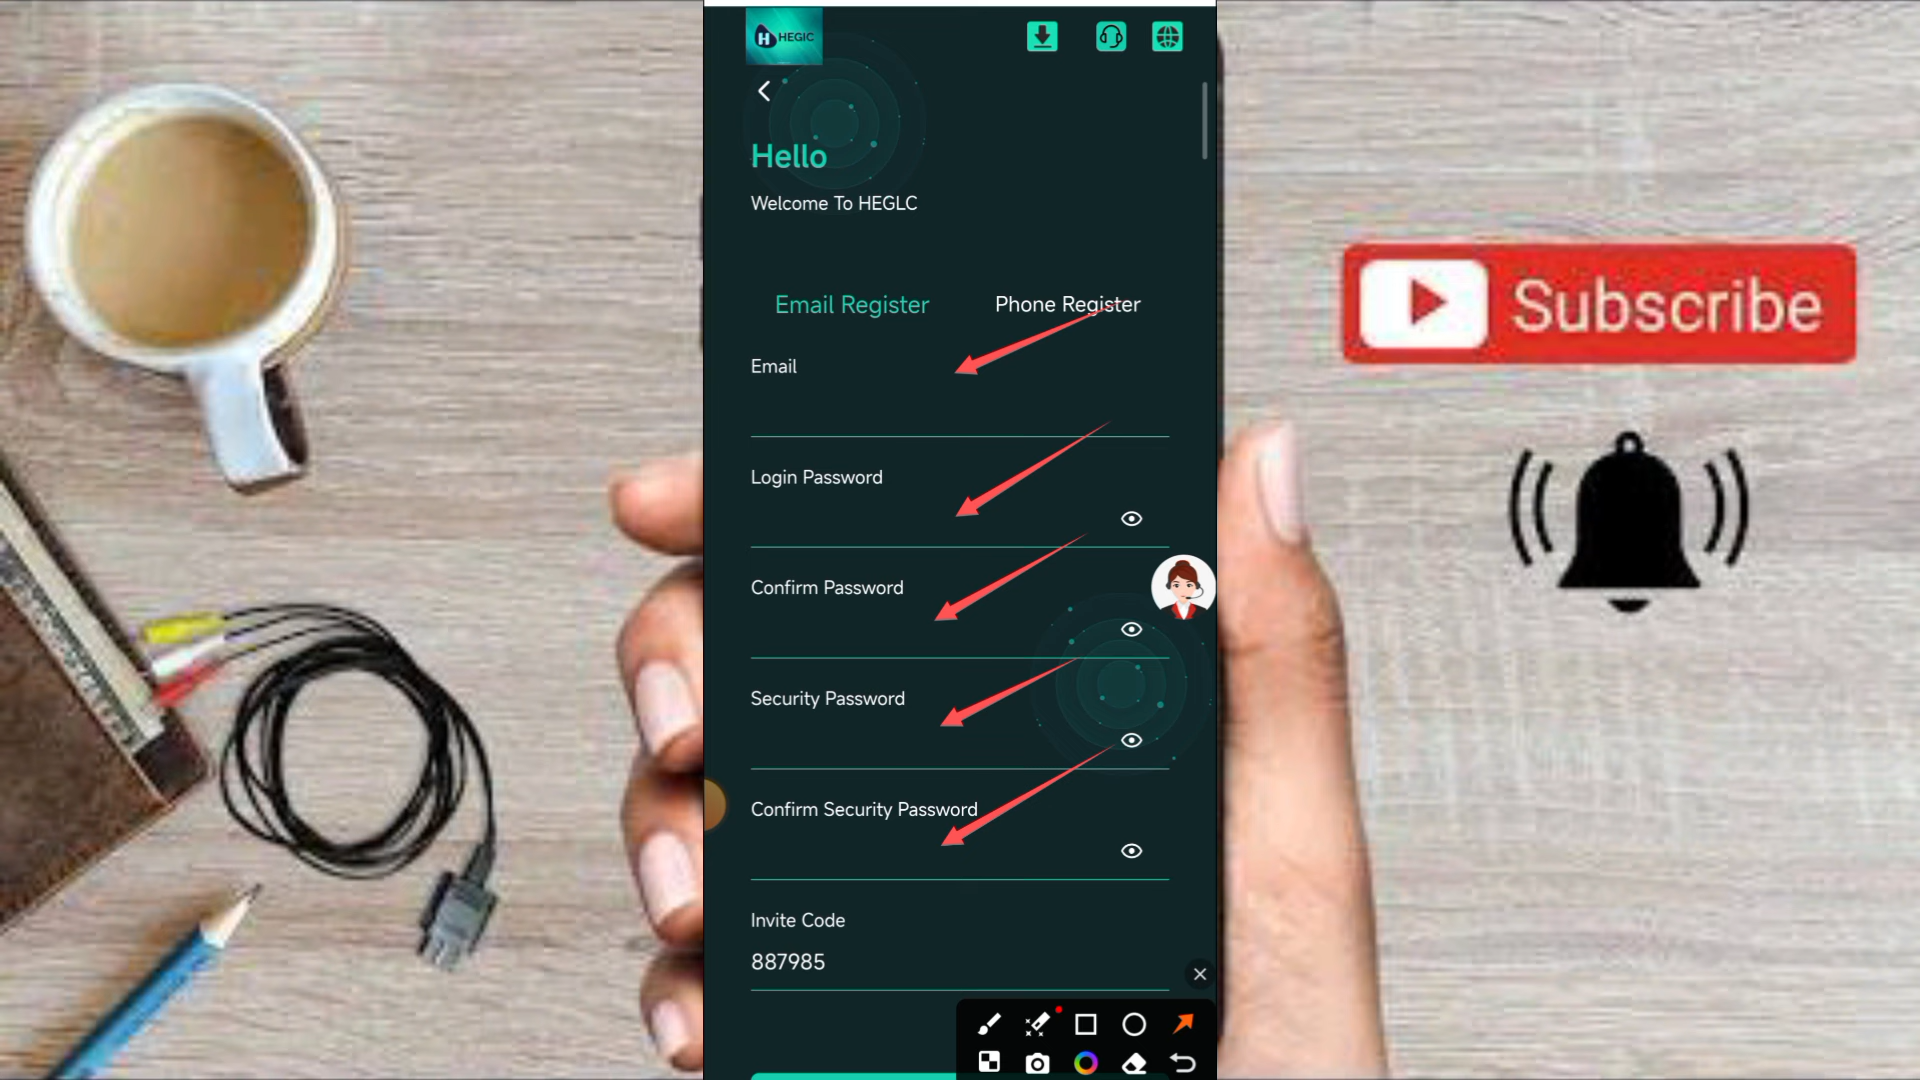 HEGIC
Hello
Welcome To HEGLC
Email Register
Phone Register
Email
Login Password
Confirm Password
Security Password
Confirm Security Password
Invite Code
887985
Subscribe